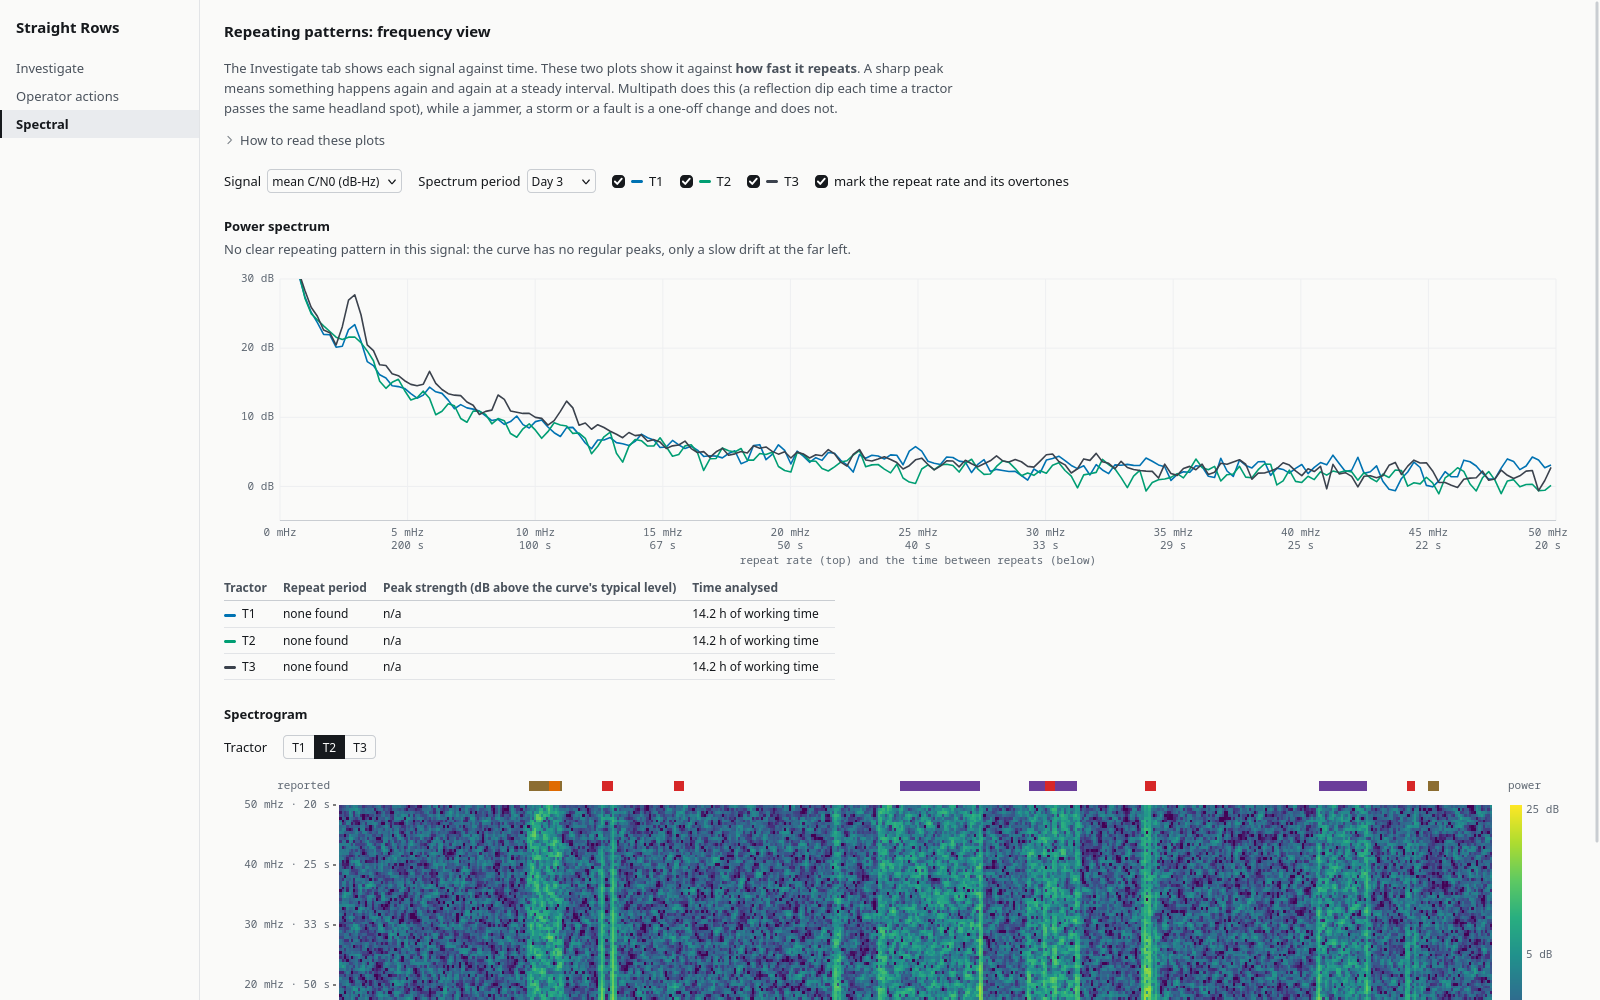 Straight Rows
Investigate
Operator actions
Spectral
Repeating patterns: frequency view
The Investigate tab shows each signal against time. These two plots show it against how fast it repeats. A sharp peak
means something happens again and again at a steady interval. Multipath does this (a reflection dip each time a tractor
passes the same headland spot), while a jammer, a storm or a fault is a one-off change and does not.
How to read these plots
Signal mean C/N0 (dB-Hz) Spectrum period Day 3 T1 T2 T3 mark the repeat rate and its overtones
Power spectrum
No clear repeating pattern in this signal: the curve has no regular peaks, only a slow drift at the far left.
30 dB
20 dB
10 dB
0 dB
0 mHz 5 mHz 10 mHz 15 mHz 20 mHz 25 mHz 30 mHz 35 mHz 40 mHz 45 mHz 50 mHz
200 s 100 s 67 s 50 s 40 s 33 s 29 s 25 s 22 s 20 s
repeat rate (top) and the time between repeats (below)
Tractor Repeat period Peak strength (dB above the curve's typical level) Time analysed
T1 none found n/a 14.2 h of working time
T2 none found n/a 14.2 h of working time
T3 none found n/a 14.2 h of working time
Spectrogram
Tractor T1 T2 T3
reported power
50 mHz · 20 s 25 dB
40 mHz · 25 s
30 mHz · 33 s
5 dB
20 mHz · 50 s